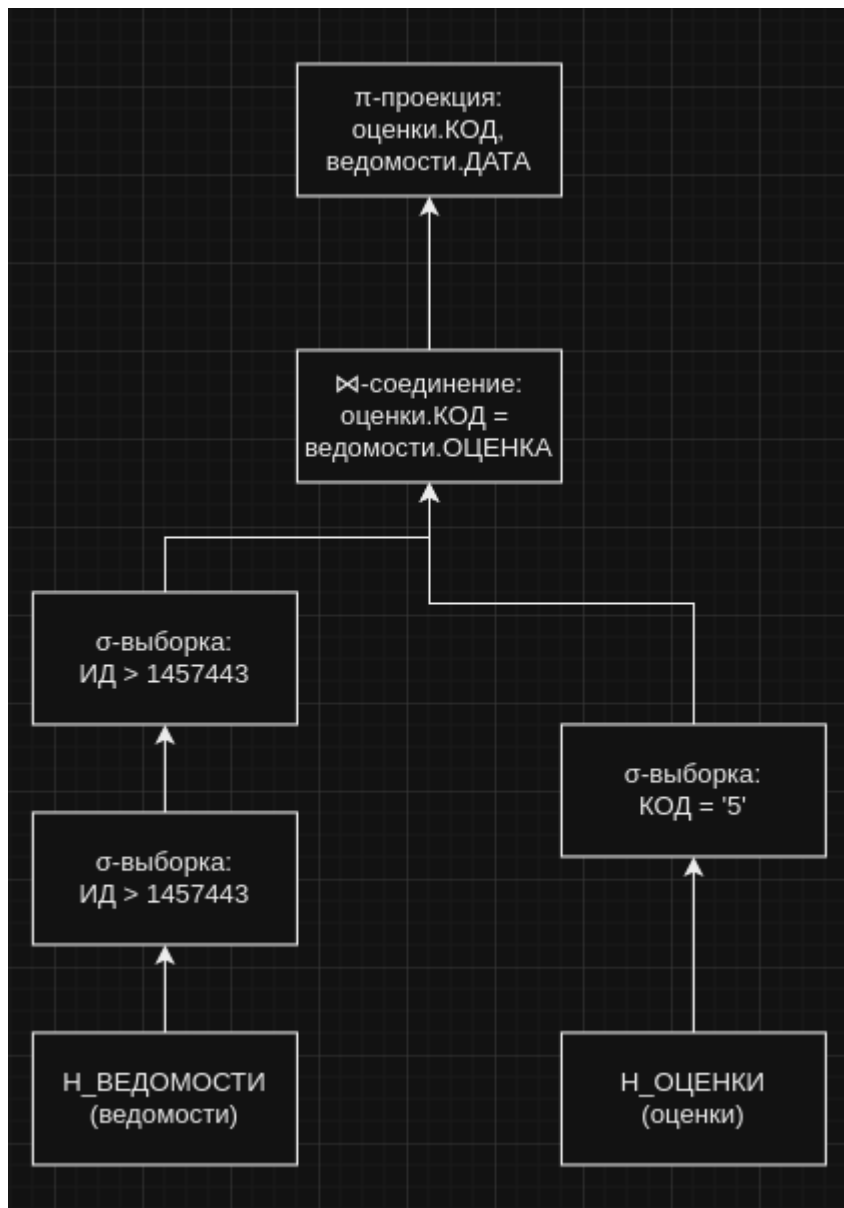 π-проекция:
оценки.КОД,
ведомости.ДАТА
⋈-соединение:
оценки.КОД =
ведомости.ОЦЕНКА
σ-выборка:
ИД > 1457443
σ-выборка:
КОД = '5'
σ-выборка:
ИД > 1457443
Н_ВЕДОМОСТИ
(ведомости)
Н_ОЦЕНКИ
(оценки)